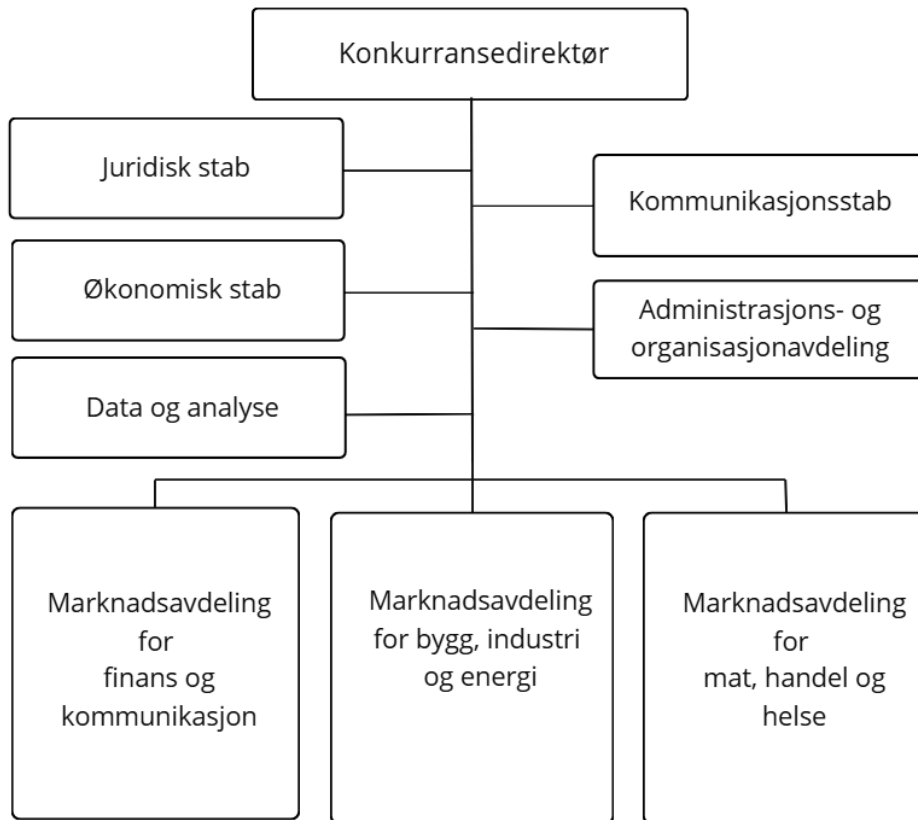 Konkurransedirektør
Juridisk stab
Kommunikasjonsstab
Økonomisk stab
Administrasjons- og
organisasjonavdeling
Data og analyse
Marknadsavdeling
for
finans og
kommunikasjon
Marknadsavdeling
for bygg, industri
og energi
Marknadsavdeling
for
mat, handel og
helse